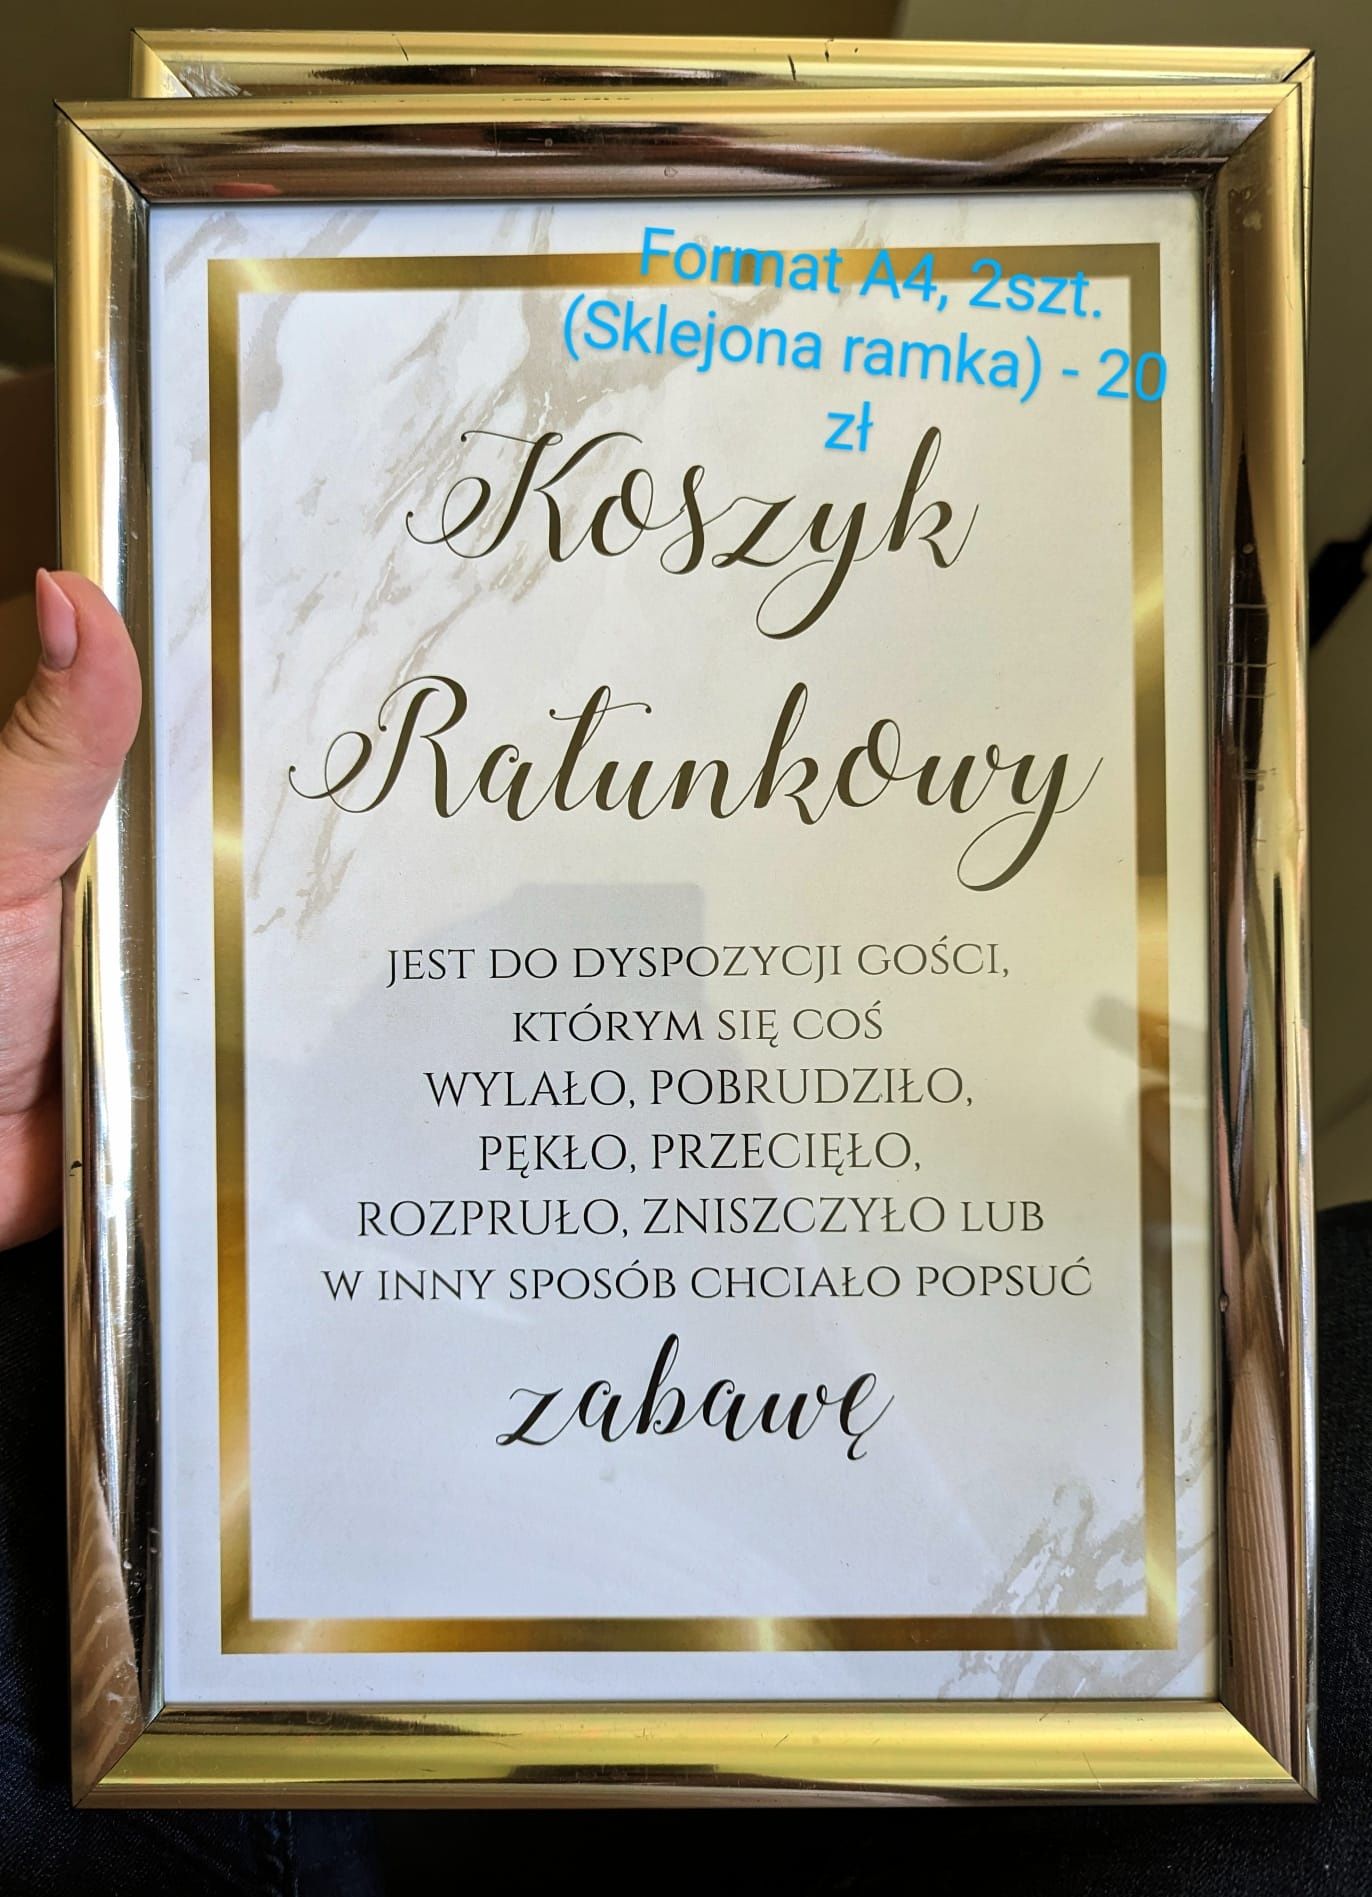 Format A4, 2szt.
(Sklejona ramka) - 20
zł
Koszyk
Ratunkowy
JEST DO DYSPOZYCJI GOŚCI,
KTÓRYM SIĘ COŚ
WYLAŁO, POBRUDZIŁO,
PĘKŁO, PRZECIĘŁO,
ROZPRUŁO, ZNISZCZYŁO LUB
W INNY SPOSÓB CHCIAŁO POPSUĆ
zabawę